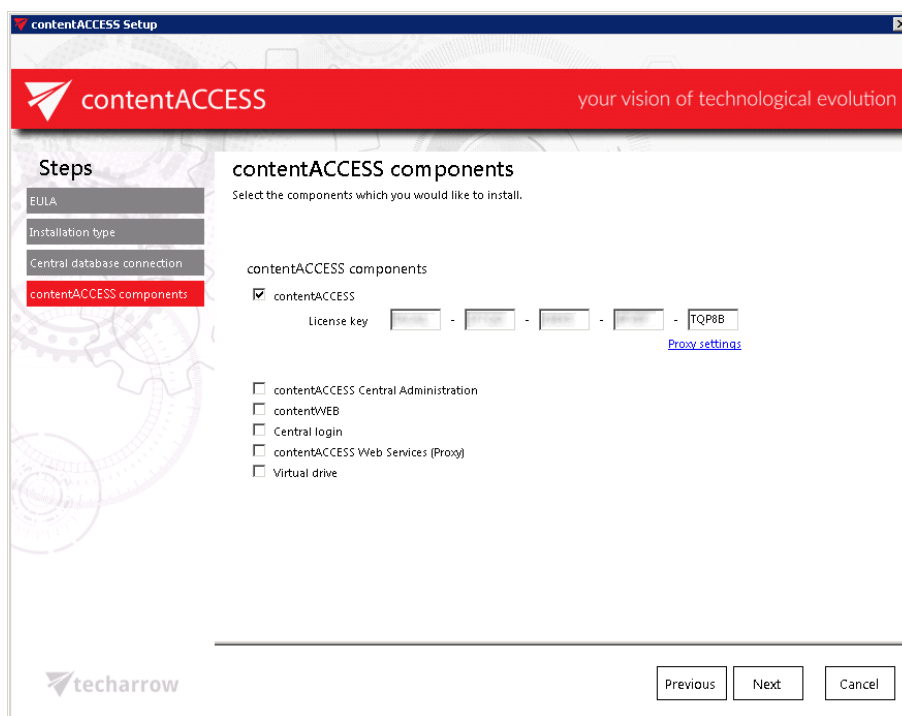 contentACCESS Setup
contentACCESS
your vision of technological evolution
Steps
EULA
Installation type
Central database connection
contentACCESS components
contentACCESS components
Select the components which you would like to install.
contentACCESS components
contentACCESS
License key - - - - TQP8B
Proxy settings
contentACCESS Central Administration
contentWEB
Central login
contentACCESS Web Services (Proxy)
Virtual drive
techarrow
Previous Next Cancel